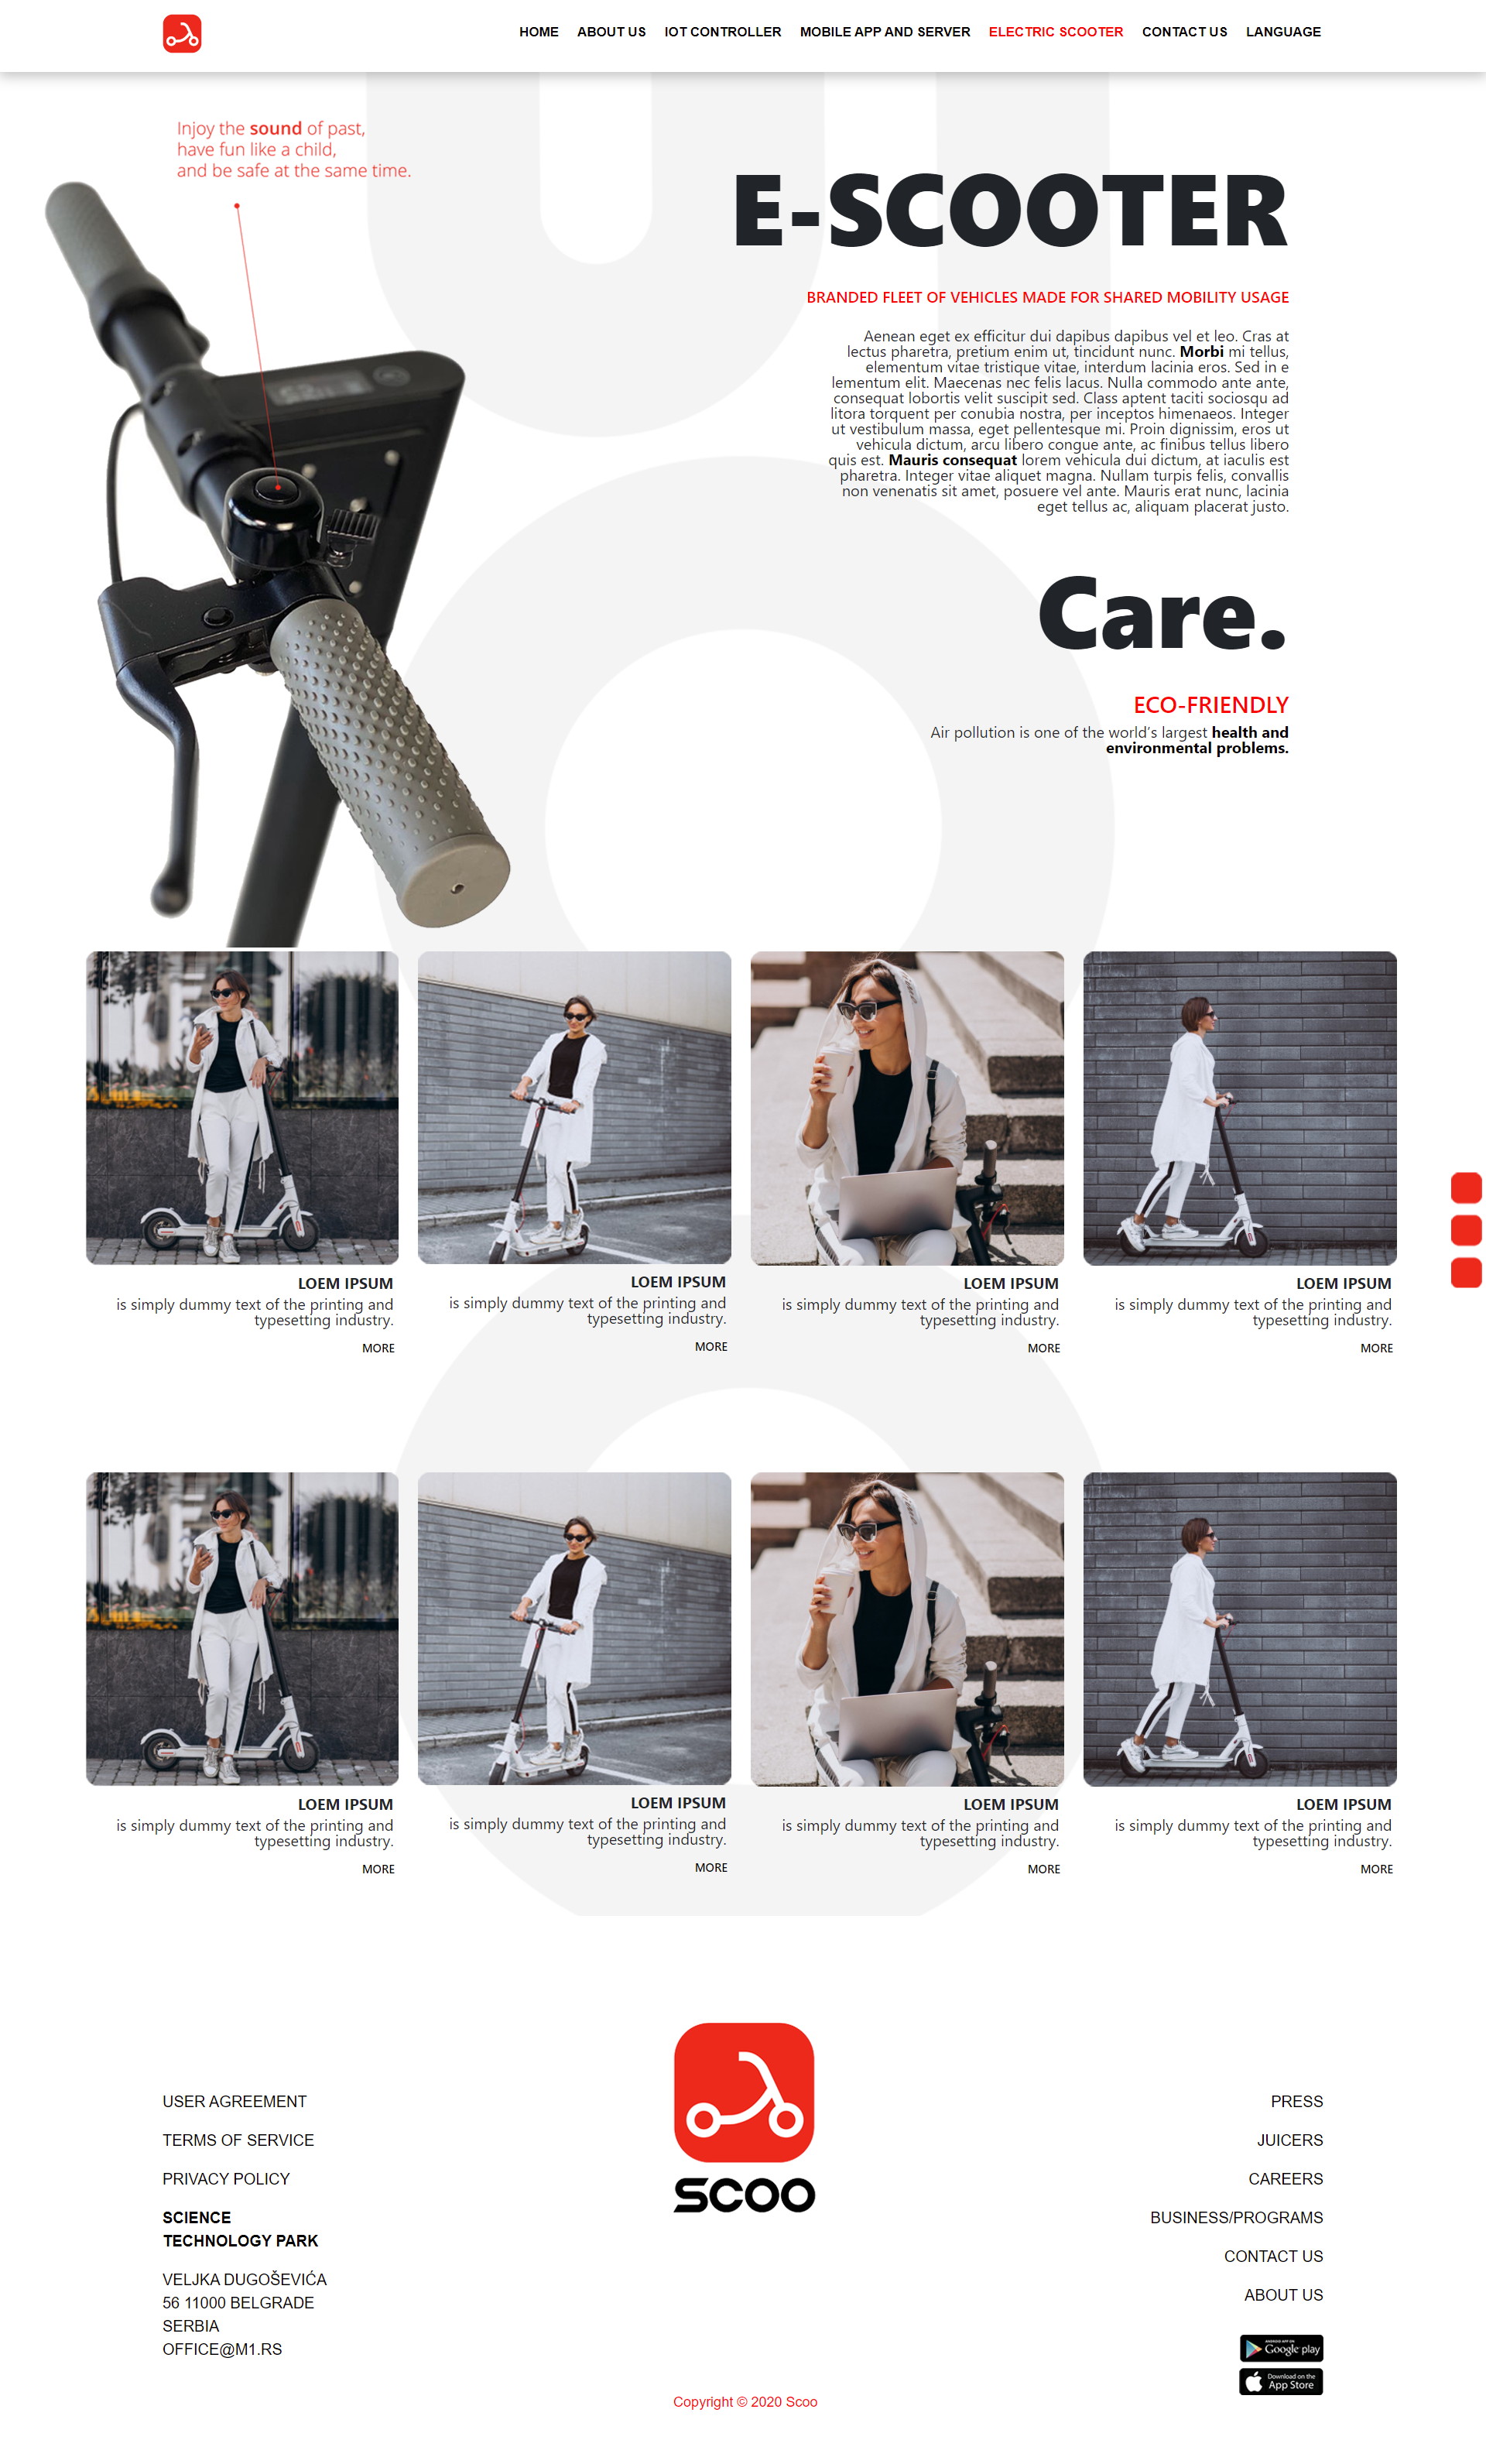 HOME ABOUT US IOT CONTROLLER MOBILE APP AND SERVER ELECTRIC SCOOTER CONTACT US LANGUAGE
Injoy the sound of past,
have fun like a child,
and be safe at the same time.
E-SCOOTER
BRANDED FLEET OF VEHICLES MADE FOR SHARED MOBILITY USAGE
Aenean eget ex efficitur dui dapibus dapibus vel et leo. Cras at
lectus pharetra, pretium enim ut, tincidunt nunc. Morbi mi tellus,
elementum vitae tristique vitae, interdum lacinia eros. Sed in e
lementum elit. Maecenas nec felis lacus. Nulla commodo ante ante,
consequat lobortis velit suscipit sed. Class aptent taciti sociosqu ad
litora torquent per conubia nostra, per inceptos himenaeos. Integer
ut vestibulum massa, eget pellentesque mi. Proin dignissim, eros ut
vehicula dictum, arcu libero congue ante, ac finibus tellus libero
quis est. Mauris consequat lorem vehicula dui dictum, at iaculis est
pharetra. Integer vitae aliquet magna. Nullam turpis felis, convallis
non venenatis sit amet, posuere vel ante. Mauris erat nunc, lacinia
eget tellus ac, aliquam placerat justo.
Care.
ECO-FRIENDLY
Air pollution is one of the world's largest health and
environmental problems.
LOEM IPSUM
is simply dummy text of the printing and
typesetting industry.
MORE
LOEM IPSUM
is simply dummy text of the printing and
typesetting industry.
MORE
LOEM IPSUM
is simply dummy text of the printing and
typesetting industry.
MORE
LOEM IPSUM
is simply dummy text of the printing and
typesetting industry.
MORE
LOEM IPSUM
is simply dummy text of the printing and
typesetting industry.
MORE
LOEM IPSUM
is simply dummy text of the printing and
typesetting industry.
MORE
LOEM IPSUM
is simply dummy text of the printing and
typesetting industry.
MORE
LOEM IPSUM
is simply dummy text of the printing and
typesetting industry.
MORE
USER AGREEMENT
TERMS OF SERVICE
PRIVACY POLICY
SCIENCE
TECHNOLOGY PARK
VELJKA DUGOŠEVIĆA
56 11000 BELGRADE
SERBIA
OFFICE@M1.RS
SCOO
PRESS
JUICERS
CAREERS
BUSINESS/PROGRAMS
CONTACT US
ABOUT US
ANDROID APP ON
Google play
Download on the
App Store
Copyright © 2020 Scoo